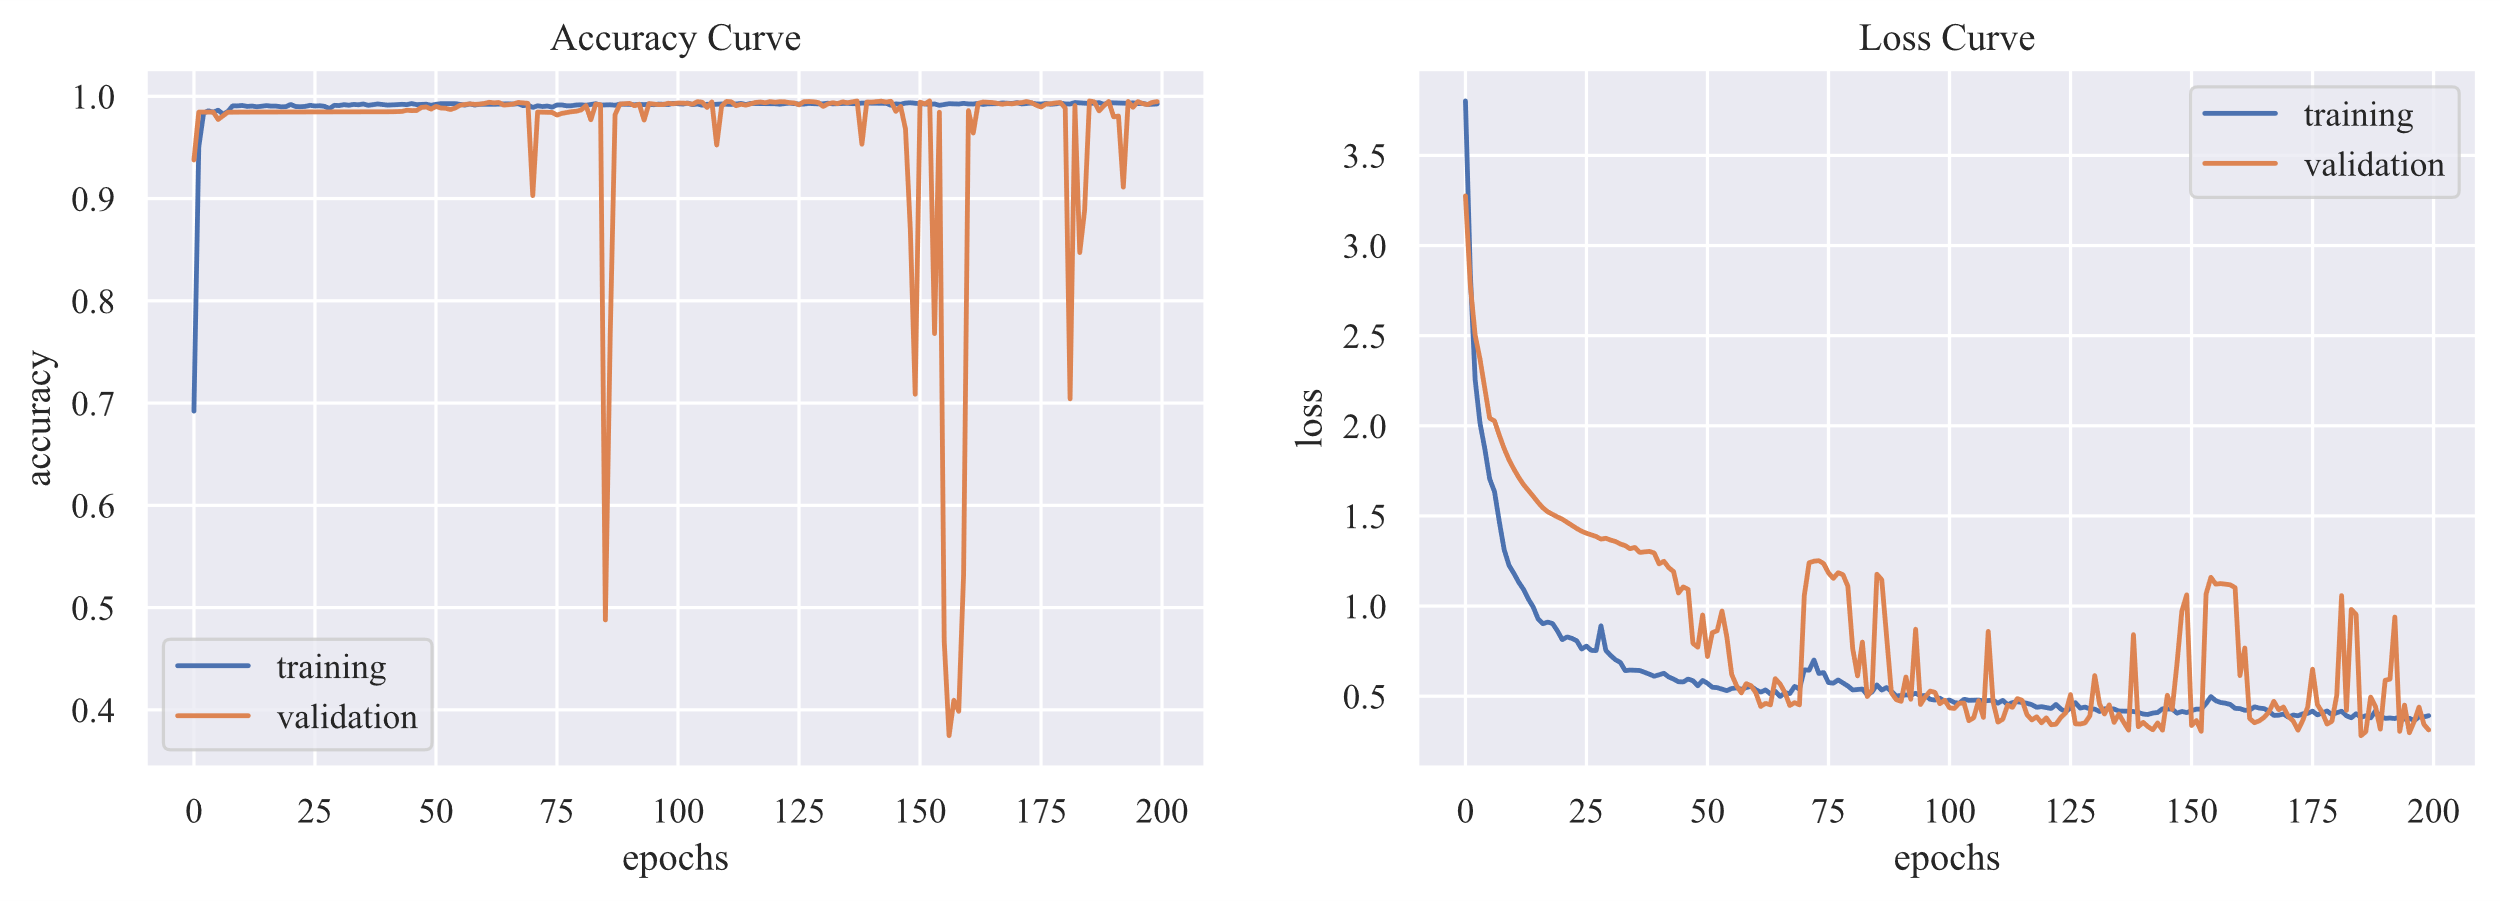 Accuracy Curve
1.0
0.9
0.8
0.7
0.6
0.5
0.4
accuracy
training
validation
0 25 50 75 100 125 150 175 200
epochs
Loss Curve
3.5
3.0
2.5
2.0
1.5
1.0
0.5
loss
training
validation
0 25 50 75 100 125 150 175 200
epochs